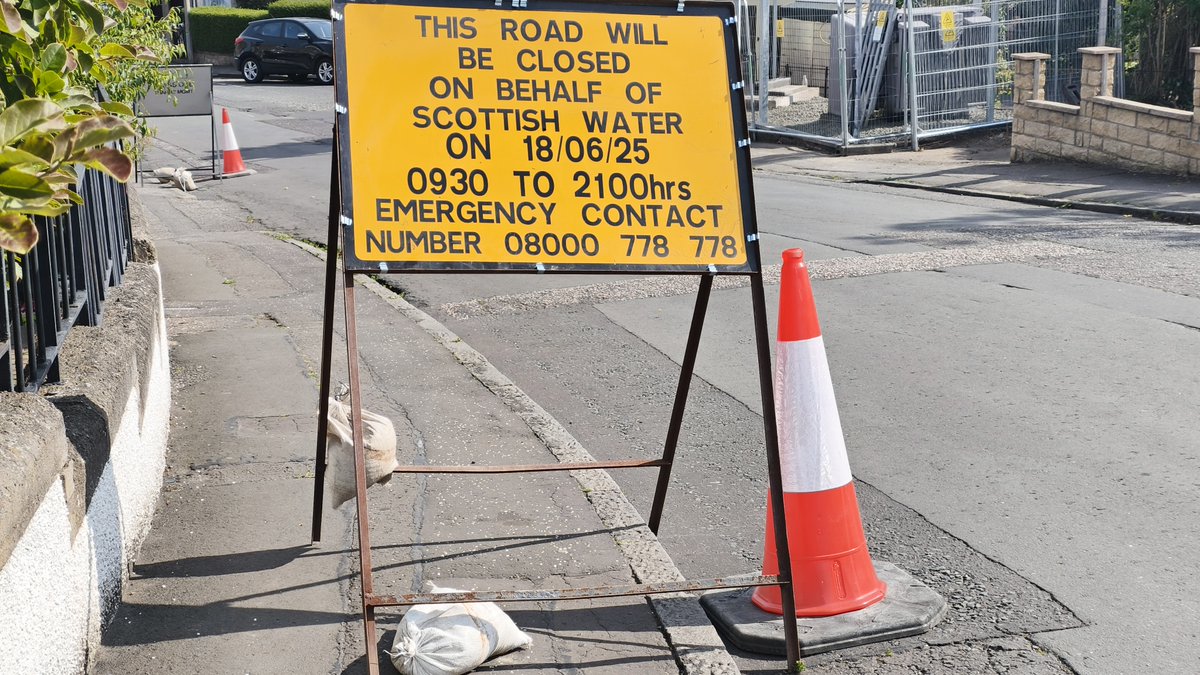 THIS ROAD WILL
BE CLOSED
ON BEHALF OF
SCOTTISH WATER
ON 18/06/25
0930 TO 2100hrs
EMERGENCY CONTACT
NUMBER 08000 778 778